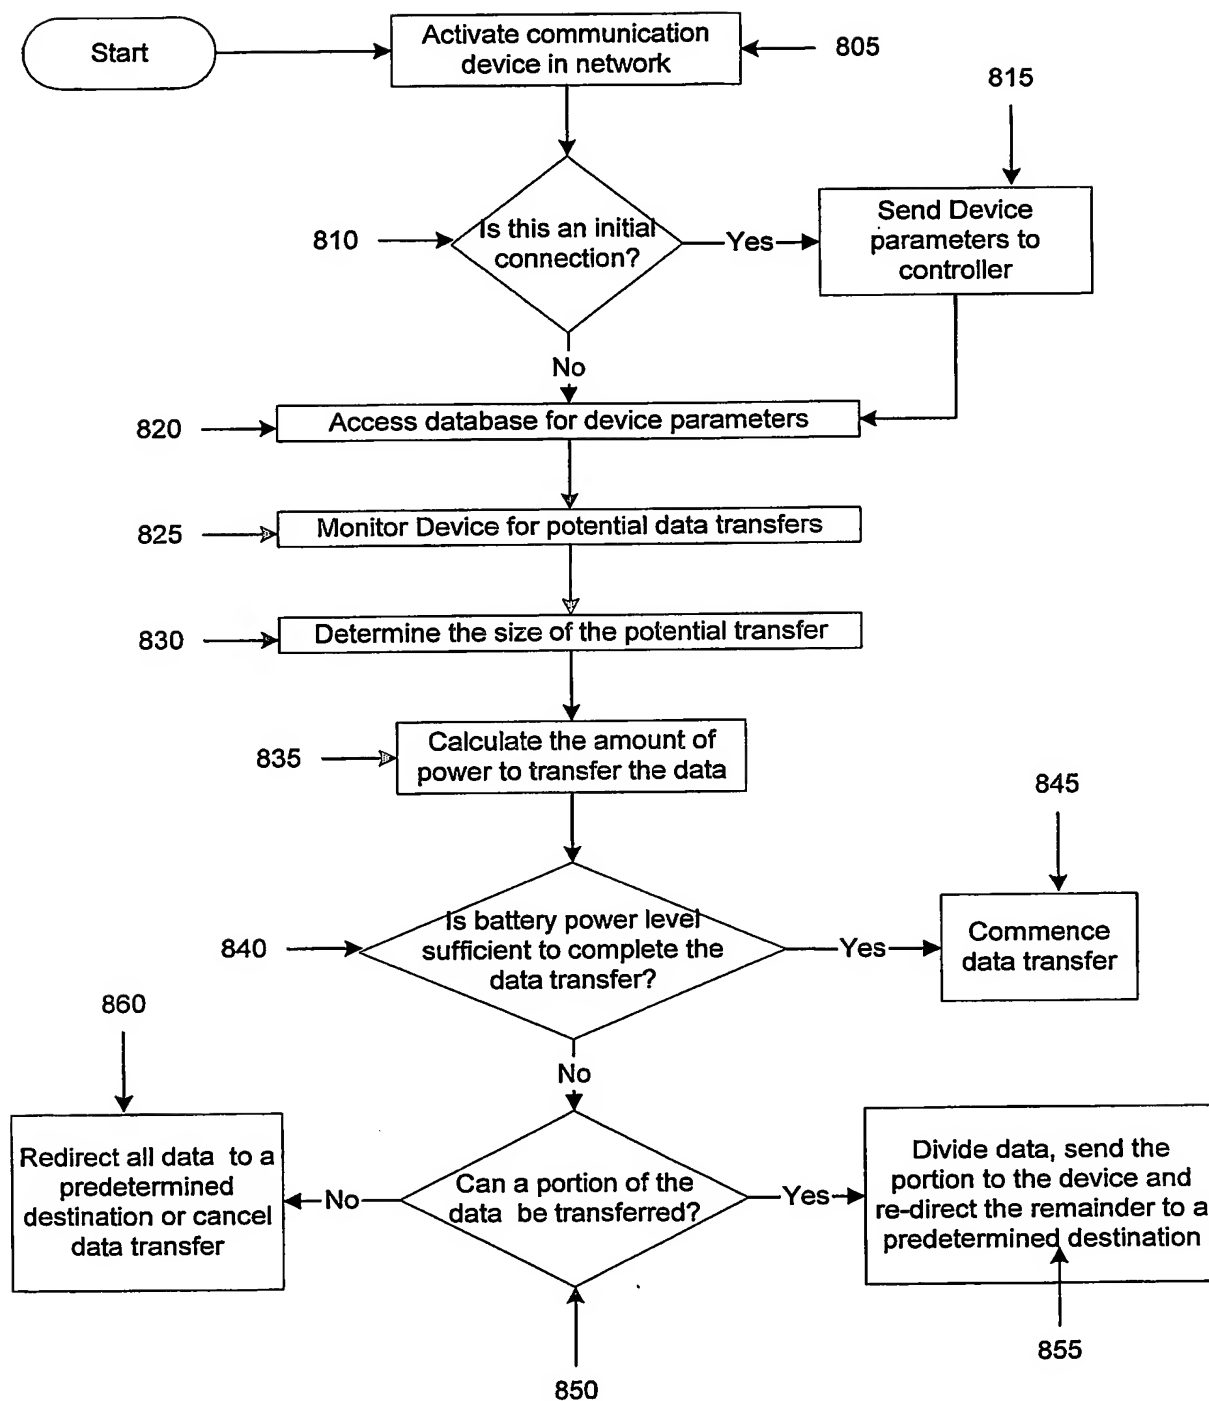 Start
Activate communication
device in network
805
815
810
Is this an initial
connection?
Yes
Send Device
parameters to
controller
No
820
Access database for device parameters
825
Monitor Device for potential data transfers
830
Determine the size of the potential transfer
835
Calculate the amount of
power to transfer the data
845
840
Is battery power level
sufficient to complete the
data transfer?
Yes
Commence
data transfer
860
No
Redirect all data to a
predetermined
destination or cancel
data transfer
No
Can a portion of the
data be transferred?
Yes
Divide data, send the
portion to the device and
re-direct the remainder to a
predetermined destination
855
850